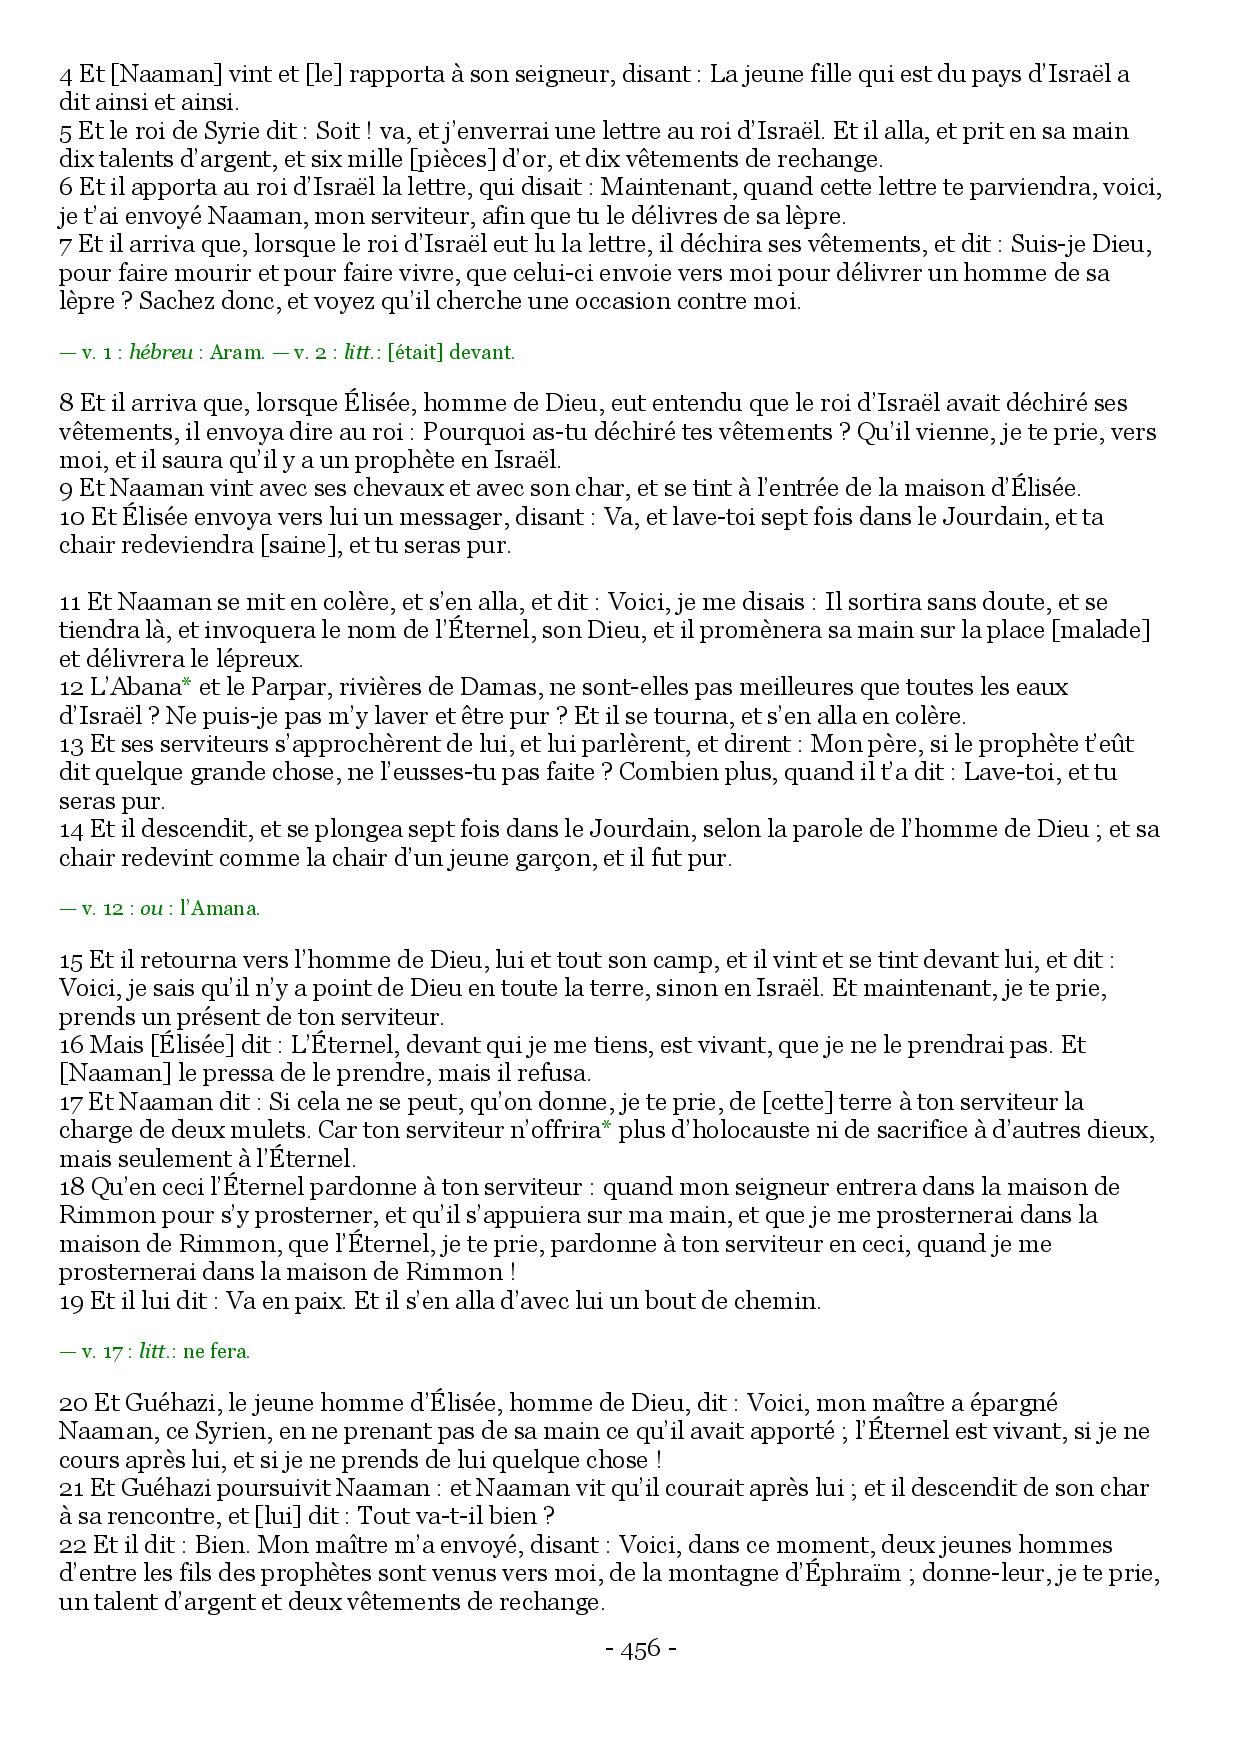 4 Et [Naaman] vint et [le] rapporta à son seigneur, disant : La jeune fille qui est du pays d’Israël a
dit ainsi et ainsi.
5 Et le roi de Syrie dit : Soit ! va, et j’enverrai une lettre au roi d’Israël. Et il alla, et prit en sa main
dix talents d’argent, et six mille [pièces] d’or, et dix vêtements de rechange.
6 Et il apporta au roi d’Israël la lettre, qui disait : Maintenant, quand cette lettre te parviendra, voici,
je t’ai envoyé Naaman, mon serviteur, afin que tu le délivres de sa lèpre.
7 Et il arriva que, lorsque le roi d’Israël eut lu la lettre, il déchira ses vêtements, et dit : Suis-je Dieu,
pour faire mourir et pour faire vivre, que celui-ci envoie vers moi pour délivrer un homme de sa
lèpre ? Sachez donc, et voyez qu’il cherche une occasion contre moi.
— v. 1 : hébreu : Aram. — v. 2 : litt.: [était] devant.
8 Et il arriva que, lorsque Élisée, homme de Dieu, eut entendu que le roi d’Israël avait déchiré ses
vêtements, il envoya dire au roi : Pourquoi as-tu déchiré tes vêtements ? Qu’il vienne, je te prie, vers
moi, et il saura qu’il y a un prophète en Israël.
9 Et Naaman vint avec ses chevaux et avec son char, et se tint à l’entrée de la maison d’Élisée.
10 Et Élisée envoya vers lui un messager, disant : Va, et lave-toi sept fois dans le Jourdain, et ta
chair redeviendra [saine], et tu seras pur.
11 Et Naaman se mit en colère, et s’en alla, et dit : Voici, je me disais : Il sortira sans doute, et se
tiendra là, et invoquera le nom de l’Éternel, son Dieu, et il promènera sa main sur la place [malade]
et délivrera le lépreux.
12 L’Abana* et le Parpar, rivières de Damas, ne sont-elles pas meilleures que toutes les eaux
d’Israël ? Ne puis-je pas m’y laver et être pur ? Et il se tourna, et s’en alla en colère.
13 Et ses serviteurs s’approchèrent de lui, et lui parlèrent, et dirent : Mon père, si le prophète t’eût
dit quelque grande chose, ne l’eusses-tu pas faite ? Combien plus, quand il t’a dit : Lave-toi, et tu
seras pur.
14 Et il descendit, et se plongea sept fois dans le Jourdain, selon la parole de l’homme de Dieu ; et sa
chair redevint comme la chair d’un jeune garçon, et il fut pur.
— v. 12 : ou : l’Amana.
15 Et il retourna vers l’homme de Dieu, lui et tout son camp, et il vint et se tint devant lui, et dit :
Voici, je sais qu’il n’y a point de Dieu en toute la terre, sinon en Israël. Et maintenant, je te prie,
prends un présent de ton serviteur.
16 Mais [Élisée] dit : L’Éternel, devant qui je me tiens, est vivant, que je ne le prendrai pas. Et
[Naaman] le pressa de le prendre, mais il refusa.
17 Et Naaman dit : Si cela ne se peut, qu’on donne, je te prie, de [cette] terre à ton serviteur la
charge de deux mulets. Car ton serviteur n’offrira* plus d’holocauste ni de sacrifice à d’autres dieux,
mais seulement à l’Éternel.
18 Qu’en ceci l’Éternel pardonne à ton serviteur : quand mon seigneur entrera dans la maison de
Rimmon pour s’y prosterner, et qu’il s’appuiera sur ma main, et que je me prosternerai dans la
maison de Rimmon, que l’Éternel, je te prie, pardonne à ton serviteur en ceci, quand je me
prosternerai dans la maison de Rimmon !
19 Et il lui dit : Va en paix. Et il s’en alla d’avec lui un bout de chemin.
— v. 17 : litt.: ne fera.
20 Et Guéhazi, le jeune homme d’Élisée, homme de Dieu, dit : Voici, mon maître a épargné
Naaman, ce Syrien, en ne prenant pas de sa main ce qu’il avait apporté ; l’Éternel est vivant, si je ne
cours après lui, et si je ne prends de lui quelque chose !
21 Et Guéhazi poursuivit Naaman : et Naaman vit qu’il courait après lui ; et il descendit de son char
à sa rencontre, et [lui] dit : Tout va-t-il bien ?
22 Et il dit : Bien. Mon maître m’a envoyé, disant : Voici, dans ce moment, deux jeunes hommes
d’entre les fils des prophètes sont venus vers moi, de la montagne d’Éphraïm ; donne-leur, je te prie,
un talent d’argent et deux vêtements de rechange.
- 456 -